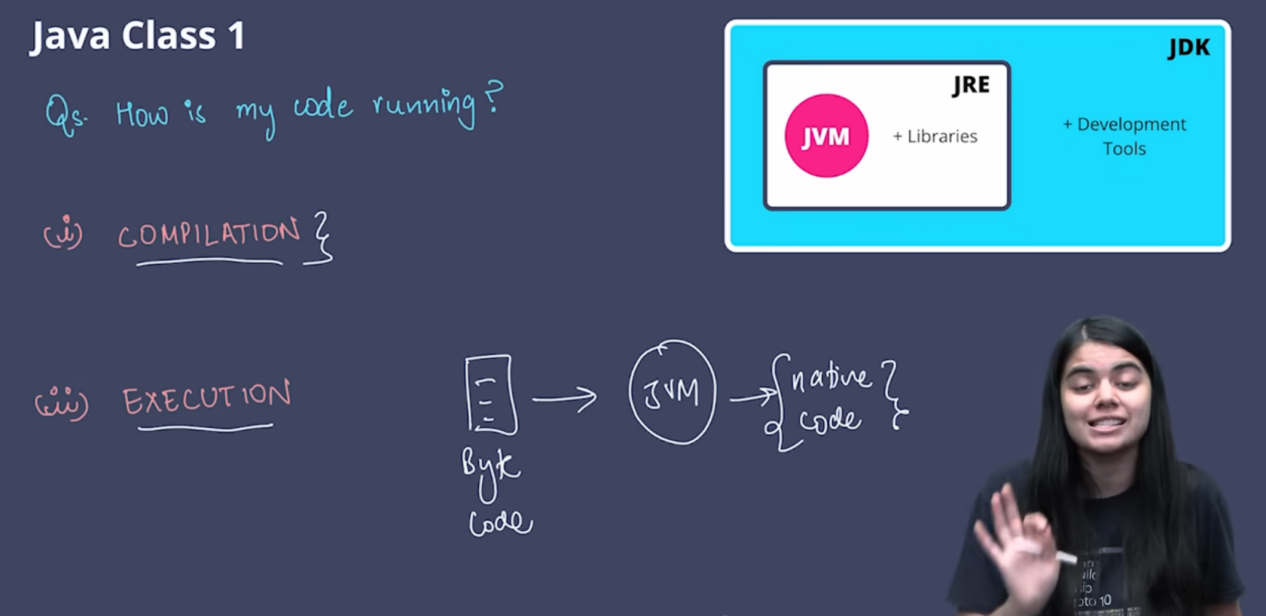 Java Class 1
Qs. How is my code running?
(i) COMPILATION }
(ii) EXECUTION
Byte
code
JVM
{ native }
code
JDK
JRE
JVM
+ Libraries
+ Development
Tools